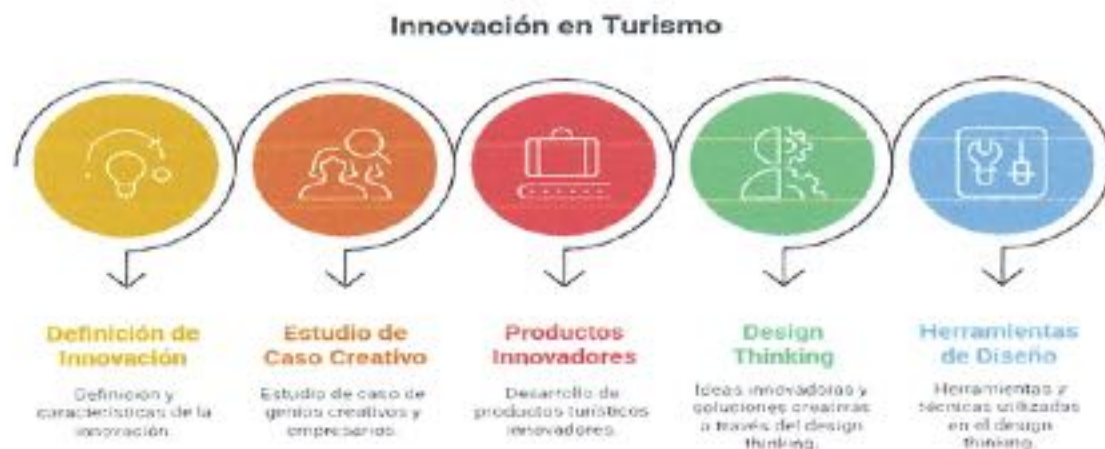 Innovación en Turismo
Definición de
Innovación
Definición y
características de la
innovación.
Estudio de
Caso Creativo
Estudio de caso de
genios creativos y
empresarios.
Productos
Innovadores
Desarrollo de
productos turísticos
innovadores.
Design
Thinking
Ideas innovadoras y
soluciones creativas
a través del design
thinking.
Herramientas
de Diseño
Herramientas y
técnicas utilizadas
en el design
thinking.